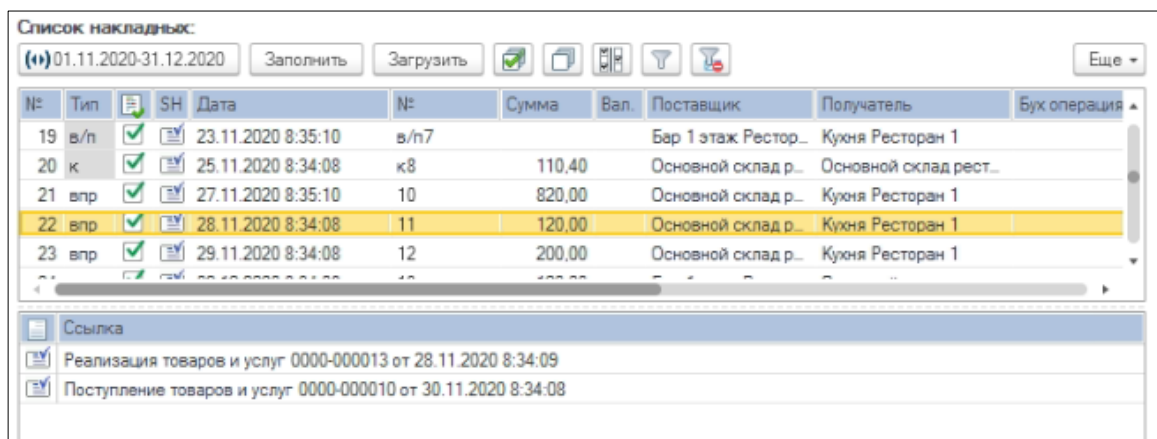 Список накладных:
01.11.2020-31.12.2020 Заполнить Загрузить Еще
№ Тип SH Дата № Сумма Вал. Поставщик Получатель Бух операция
19 в/п 23.11.2020 8:35:10 в/п7 Бар 1 этаж Рестор... Кухня Ресторан 1
20 к 25.11.2020 8:34:08 к8 110,40 Основной склад р... Основной склад рест...
21 впр 27.11.2020 8:35:10 10 820,00 Основной склад р... Кухня Ресторан 1
22 впр 28.11.2020 8:34:08 11 120,00 Основной склад р... Кухня Ресторан 1
23 впр 29.11.2020 8:34:08 12 200,00 Основной склад р... Кухня Ресторан 1
Ссылка
Реализация товаров и услуг 0000-000013 от 28.11.2020 8:34:09
Поступление товаров и услуг 0000-000010 от 30.11.2020 8:34:08